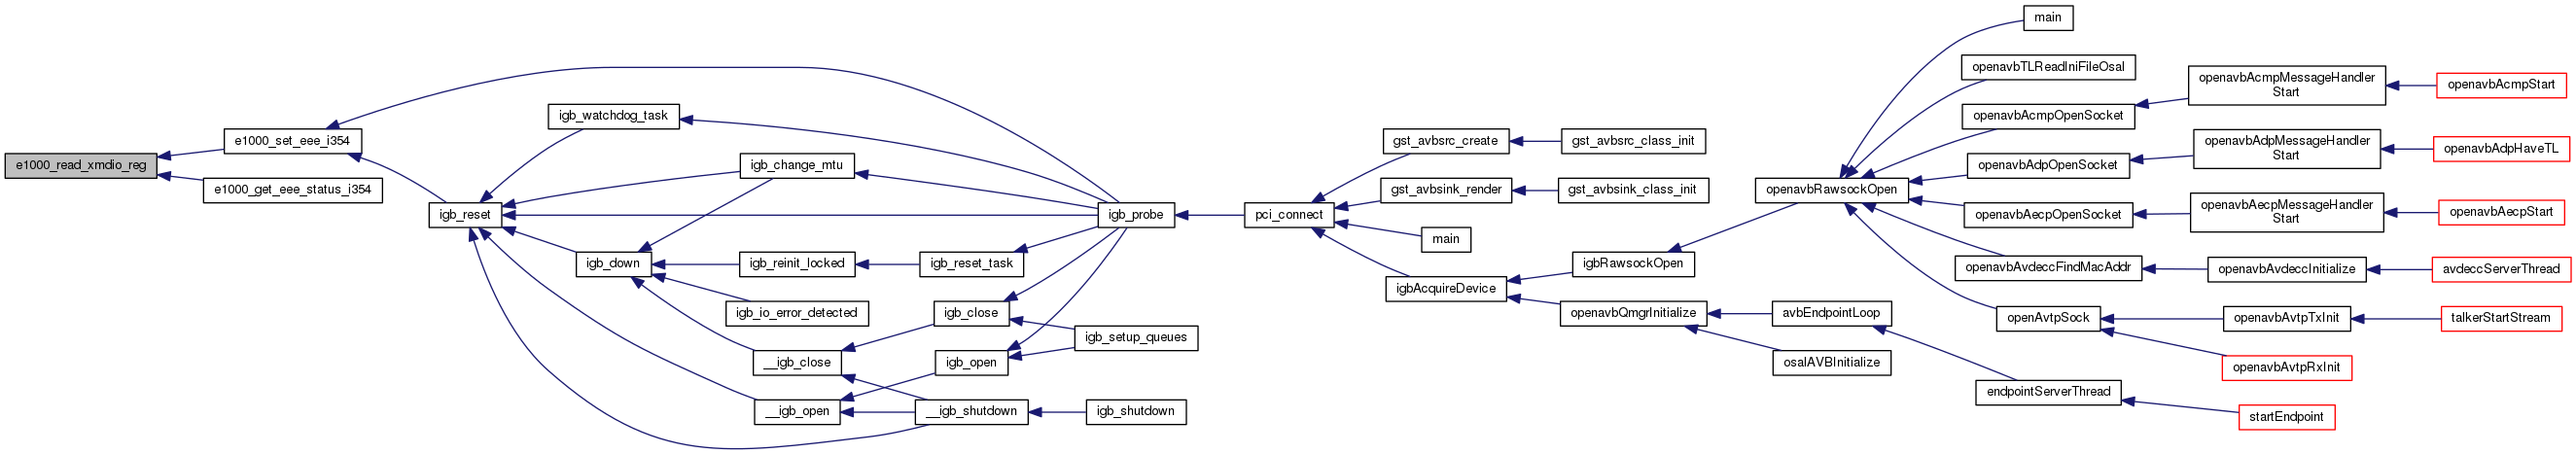 e1000_read_xmdio_reg
e1000_set_eee_i354
e1000_get_eee_status_i354
igb_reset
igb_watchdog_task
igb_change_mtu
igb_down
igb_reinit_locked
igb_io_error_detected
__igb_close
__igb_open
igb_reset_task
igb_close
igb_open
__igb_shutdown
igb_probe
igb_setup_queues
igb_shutdown
pci_connect
gst_avbsrc_create
gst_avbsink_render
main
igbAcquireDevice
gst_avbsrc_class_init
gst_avbsink_class_init
igbRawsockOpen
openavbQmgrInitialize
openavbRawsockOpen
avbEndpointLoop
osalAVBInitialize
main
openavbTLReadIniFileOsal
openavbAcmpOpenSocket
openavbAdpOpenSocket
openavbAecpOpenSocket
openavbAvdeccFindMacAddr
openAvtpSock
endpointServerThread
openavbAcmpMessageHandler
Start
openavbAdpMessageHandler
Start
openavbAecpMessageHandler
Start
openavbAvdeccInitialize
openavbAvtpTxInit
openavbAvtpRxInit
startEndpoint
openavbAcmpStart
openavbAdpHaveTL
openavbAecpStart
avdeccServerThread
talkerStartStream